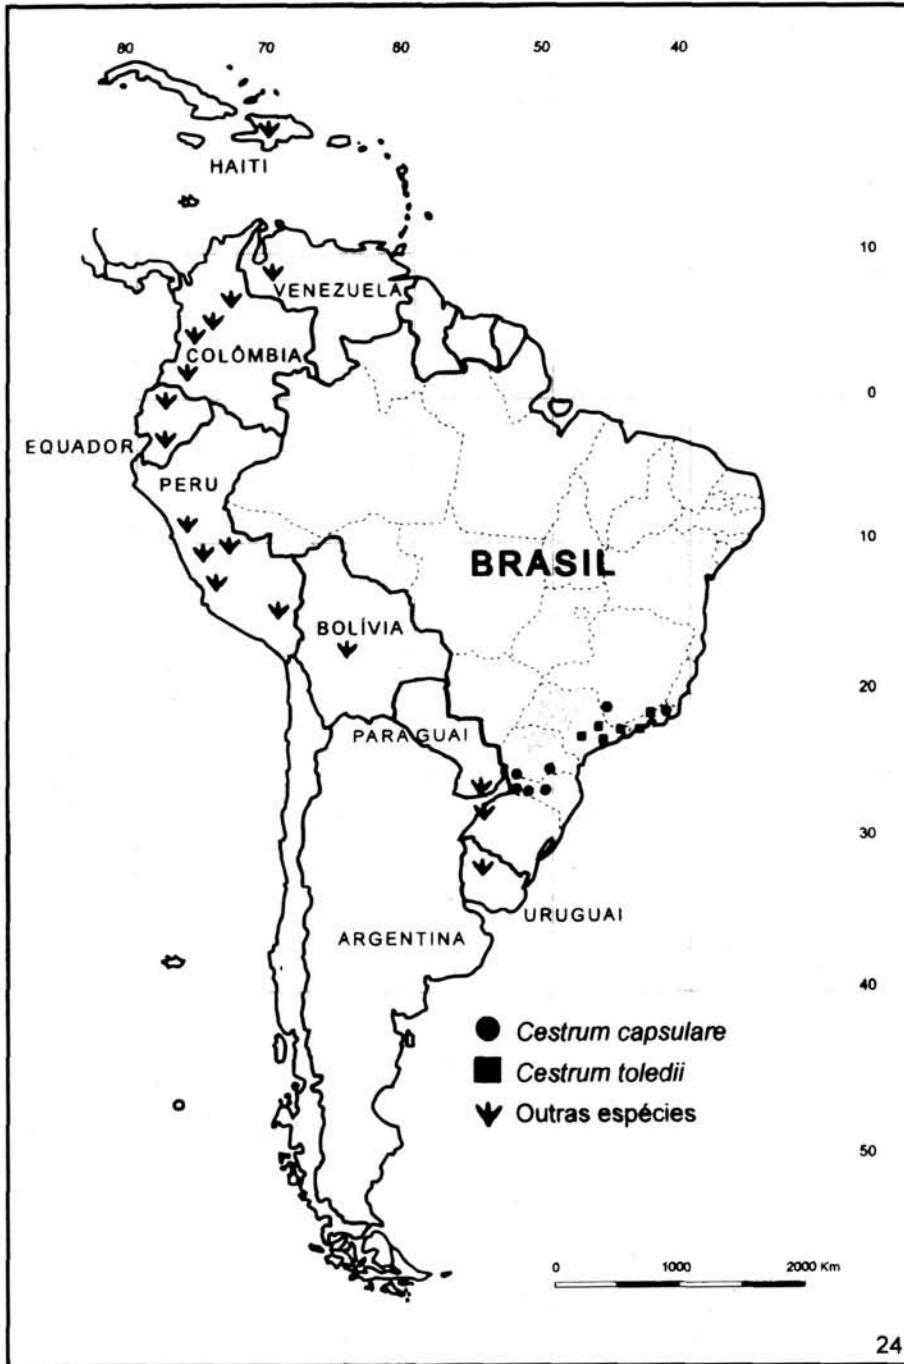 80 70 60 50 40
HAITI
10
VENEZUELA
COLÔMBIA
0
EQUADOR
PERU
10
BRASIL
BOLÍVIA
20
PARAGUAI
30
URUGUAI
ARGENTINA
40
Cestrum capsulare
Cestrum toledii
Outras espécies
50
0 1000 2000 Km
24